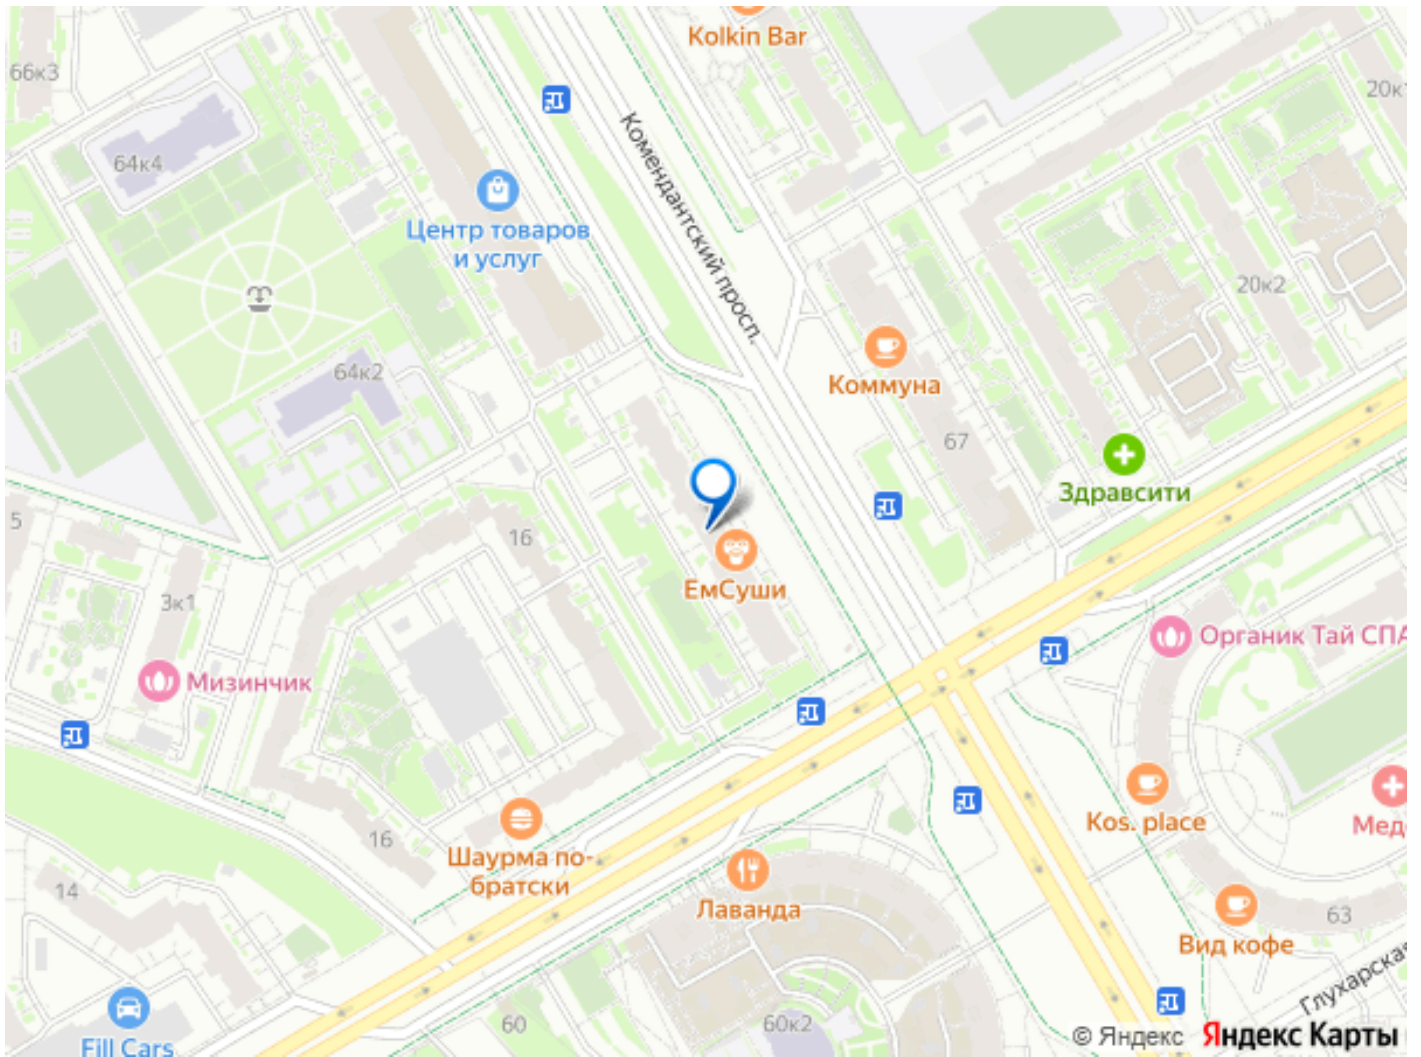 Kolkin Bar
66к3
20к1
Комендантский просп.
64к4
Центр товаров
и услуг
20к2
Коммуна
64к2
67
Здравсити
5
16
ЕмСуши
3к1
Органик Тай СПА
Мизинчик
Kos. place
Мед
16
Шаурма по-
братски
14
Лаванда
63
Вид кофе
Глухарская
60
60к2
Fill Cars
© Яндекс Яндекс Карты